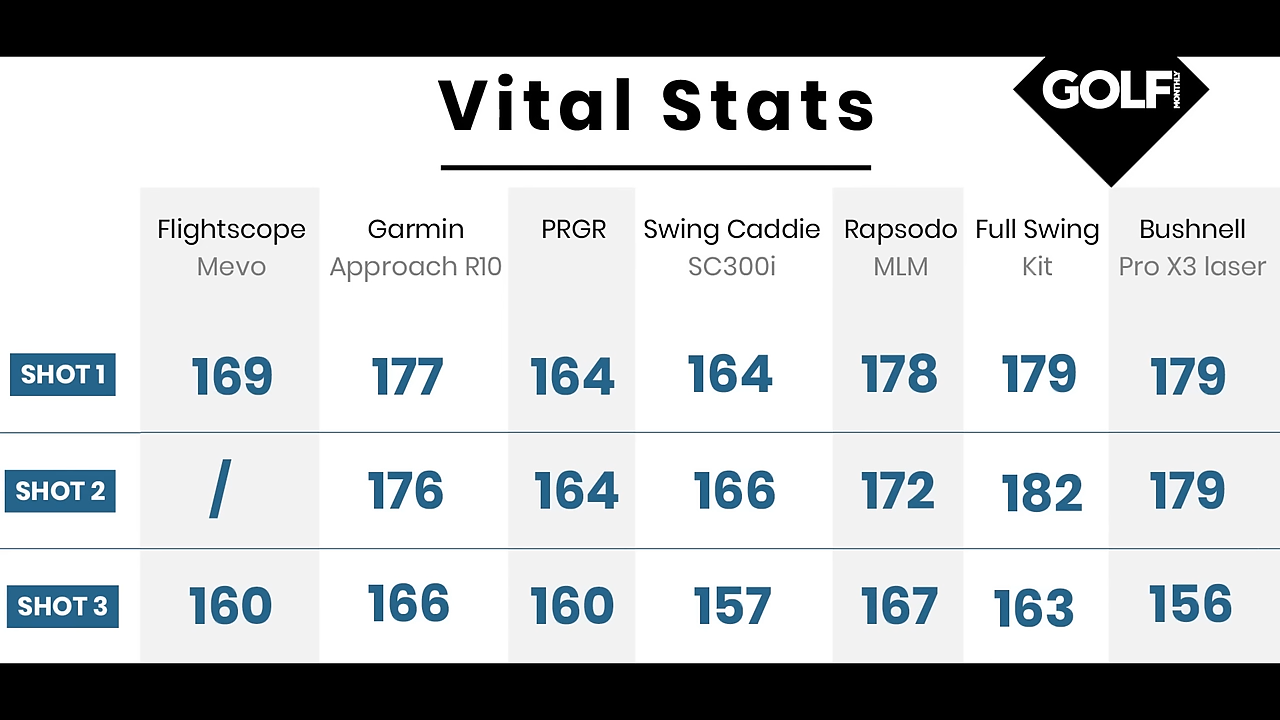 Vital Stats
GOLF MONTHLY
Flightscope Garmin PRGR Swing Caddie Rapsodo Full Swing Bushnell
Mevo Approach R10 SC300i MLM Kit Pro X3 laser
SHOT 1 169 177 164 164 178 179 179
SHOT 2 / 176 164 166 172 182 179
SHOT 3 160 166 160 157 167 163 156